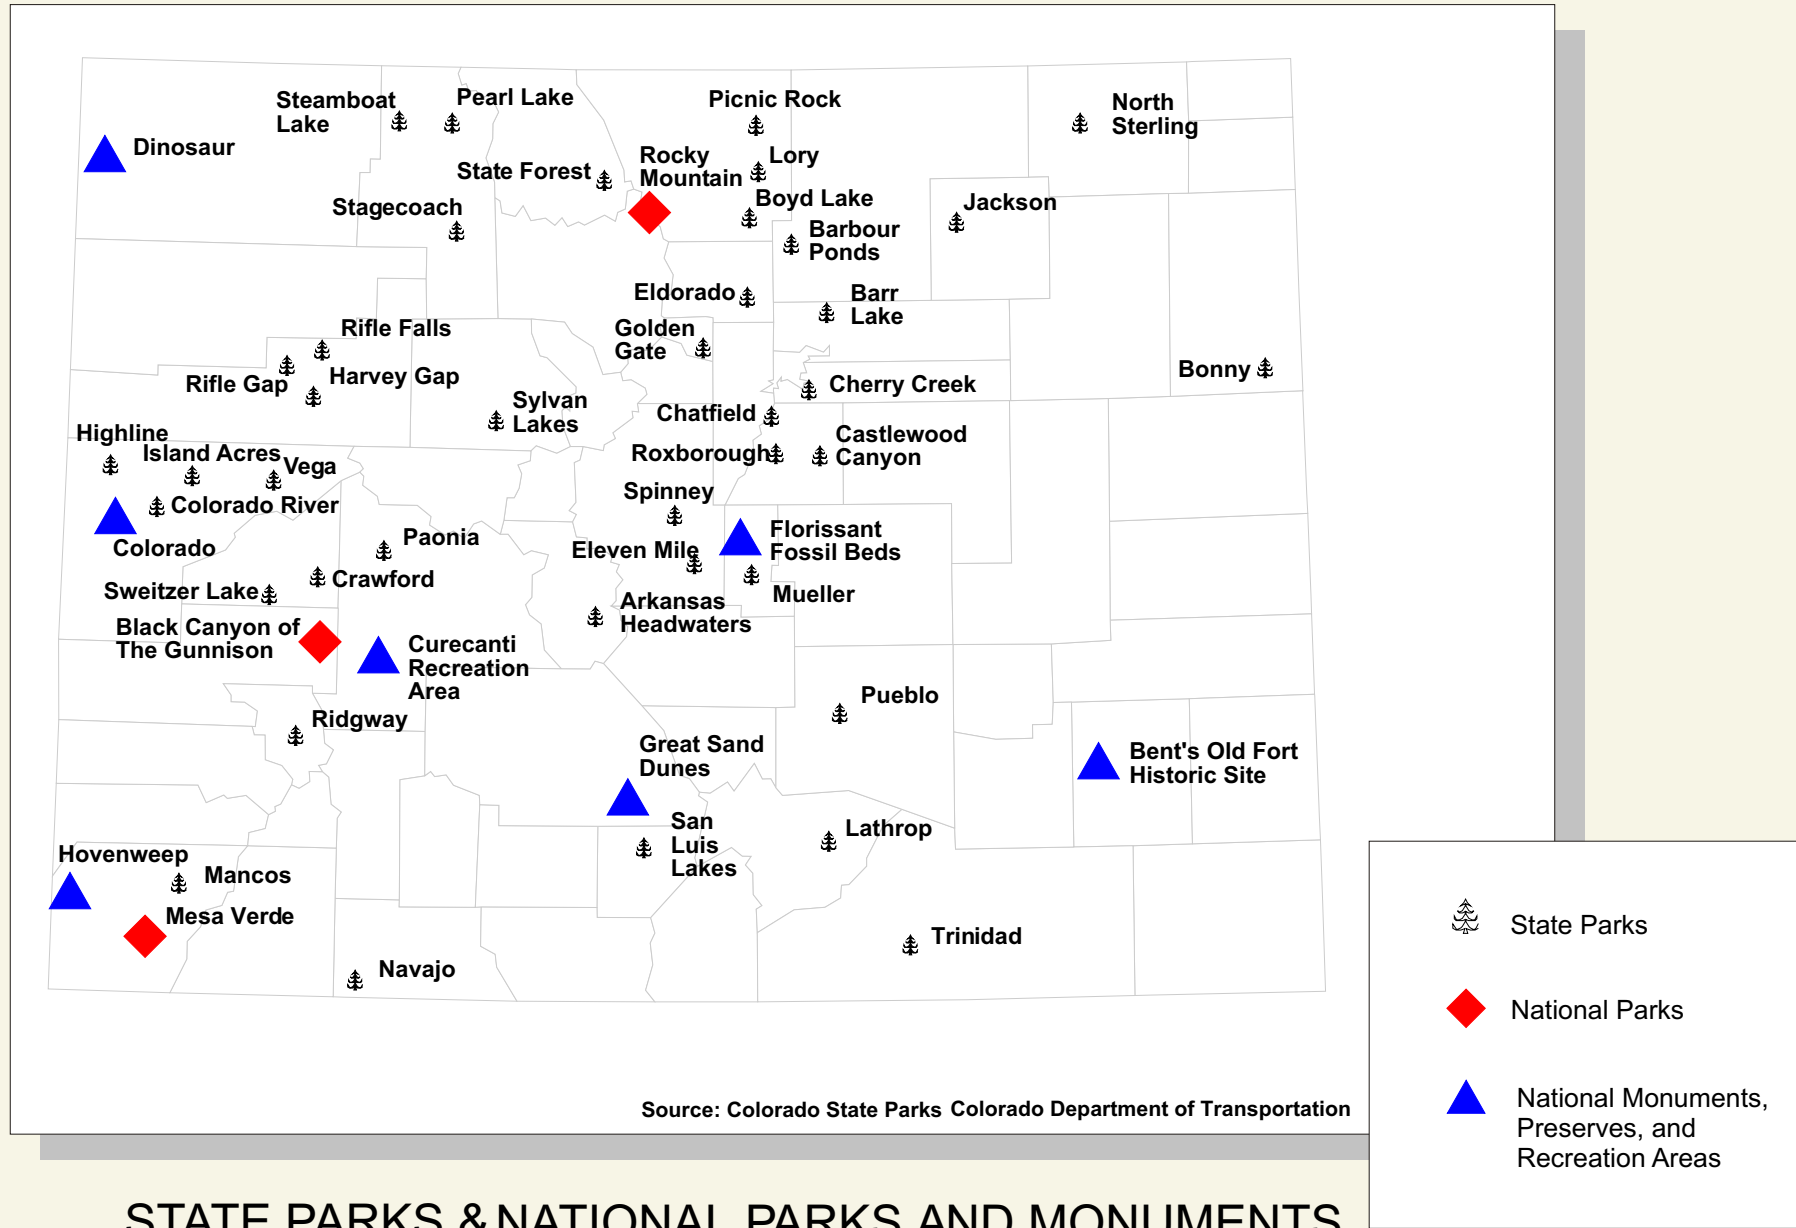 Steamboat
Lake
Pearl Lake
Picnic Rock
North
Sterling
Dinosaur
State Forest
Rocky
Mountain
Lory
Stagecoach
Boyd Lake
Jackson
Barbour
Ponds
Eldorado
Barr
Lake
Rifle Falls
Golden
Gate
Rifle Gap
Harvey Gap
Cherry Creek
Bonny
Sylvan
Lakes
Chatfield
Highline
Island Acres
Vega
Roxborough
Castlewood
Canyon
Colorado River
Spinney
Colorado
Paonia
Eleven Mile
Florissant
Fossil Beds
Sweitzer Lake
Crawford
Mueller
Arkansas
Headwaters
Black Canyon of
The Gunnison
Curecanti
Recreation
Area
Ridgway
Pueblo
Great Sand
Dunes
Bent's Old Fort
Historic Site
San
Luis
Lakes
Lathrop
Hovenweep
Mancos
Mesa Verde
Trinidad
Navajo
State Parks
National Parks
National Monuments,
Preserves, and
Recreation Areas
Source: Colorado State Parks Colorado Department of Transportation
STATE PARKS & NATIONAL PARKS AND MONUMENTS